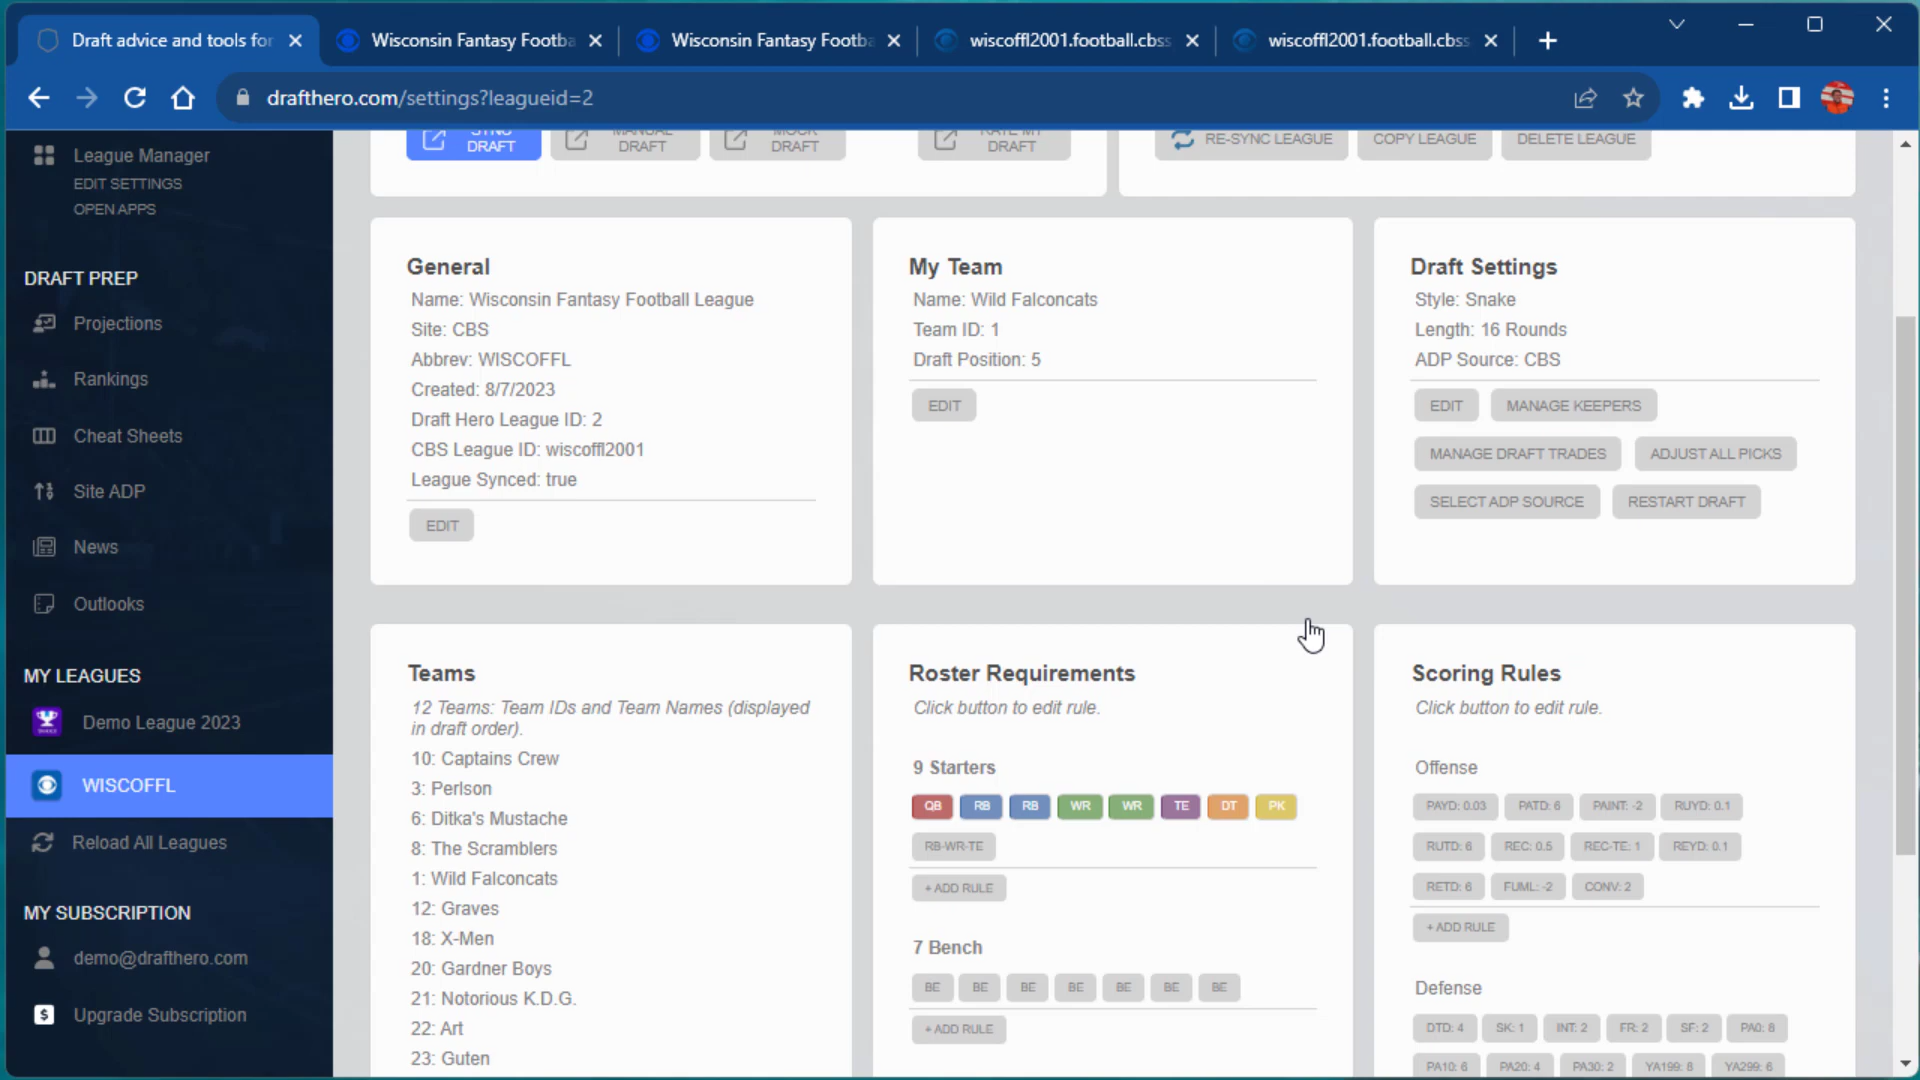 Draft advice and tools for
Wisconsin Fantasy Footba
Wisconsin Fantasy Footba
wiscoffl2001.football.cbss
wiscoffl2001.football.cbss
drafthero.com/settings?leagueid=2
League Manager
EDIT SETTINGS
OPEN APPS
DRAFT PREP
Projections
Rankings
Cheat Sheets
Site ADP
News
Outlooks
MY LEAGUES
Demo League 2023
WISCOFFL
Reload All Leagues
MY SUBSCRIPTION
demo@drafthero.com
Upgrade Subscription
SYNC
DRAFT
MANUAL
DRAFT
MOCK
DRAFT
RATE MY
DRAFT
RE-SYNC LEAGUE
COPY LEAGUE
DELETE LEAGUE
General
Name: Wisconsin Fantasy Football League
Site: CBS
Abbrev: WISCOFFL
Created: 8/7/2023
Draft Hero League ID: 2
CBS League ID: wiscoffl2001
League Synced: true
EDIT
My Team
Name: Wild Falconcats
Team ID: 1
Draft Position: 5
EDIT
Draft Settings
Style: Snake
Length: 16 Rounds
ADP Source: CBS
EDIT MANAGE KEEPERS
MANAGE DRAFT TRADES ADJUST ALL PICKS
SELECT ADP SOURCE RESTART DRAFT
Teams
12 Teams: Team IDs and Team Names (displayed
in draft order).
10: Captains Crew
3: Perlson
6: Ditka's Mustache
8: The Scramblers
1: Wild Falconcats
12: Graves
18: X-Men
20: Gardner Boys
21: Notorious K.D.G.
22: Art
23: Guten
Roster Requirements
Click button to edit rule.
9 Starters
QB RB RB WR WR TE DT PK
RB-WR-TE
+ ADD RULE
7 Bench
BE BE BE BE BE BE BE
+ ADD RULE
Scoring Rules
Click button to edit rule.
Offense
PAYD: 0.03 PATD: 6 PAINT: -2 RUYD: 0.1
RUTD: 6 REC: 0.5 REC-TE: 1 REYD: 0.1
RETD: 6 FUML: -2 CONV: 2
+ ADD RULE
Defense
DTD: 4 SK: 1 INT: 2 FR: 2 SF: 2 PA0: 8
PA10: 6 PA20: 4 PA30: 2 YA199: 8 YA299: 6